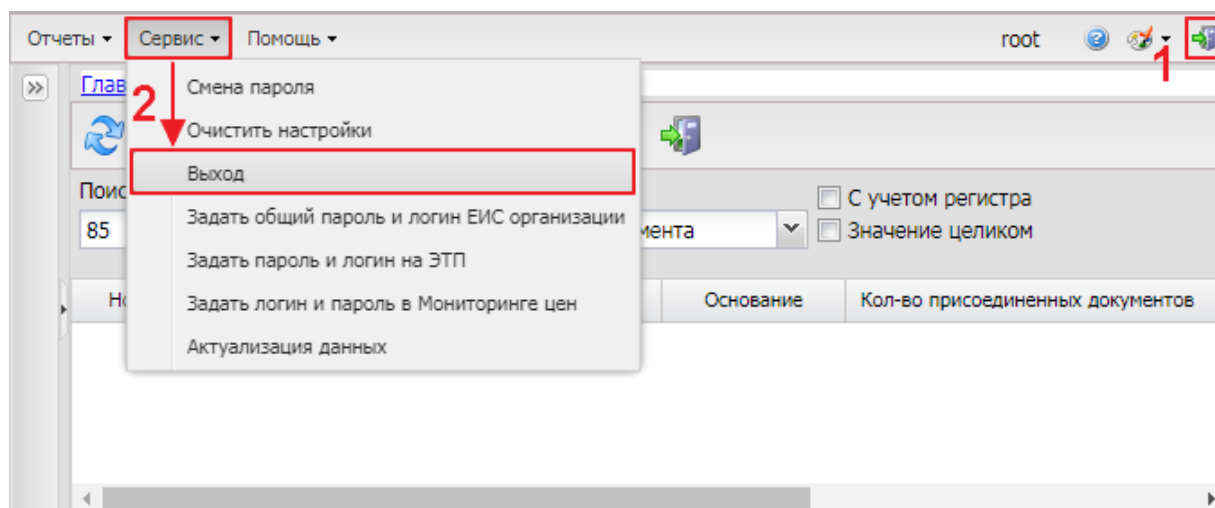 Отчеты Сервис Помощь root
1
Глав
2
Смена пароля
Очистить настройки
Выход
Поис
С учетом регистра
85
Задать общий пароль и логин ЕИС организации
мента
Значение целиком
Задать пароль и логин на ЭТП
Но
Задать логин и пароль в Мониторинге цен
Основание
Кол-во присоединенных документов
Актуализация данных